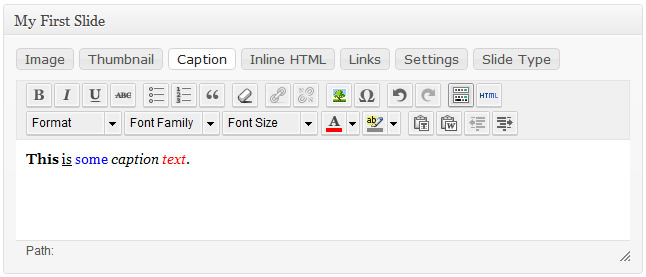 My First Slide
Image Thumbnail Caption Inline HTML Links Settings Slide Type
B I U ABC “ Ω HTML
Format Font Family Font Size A ab T W
This is some caption text.
Path: